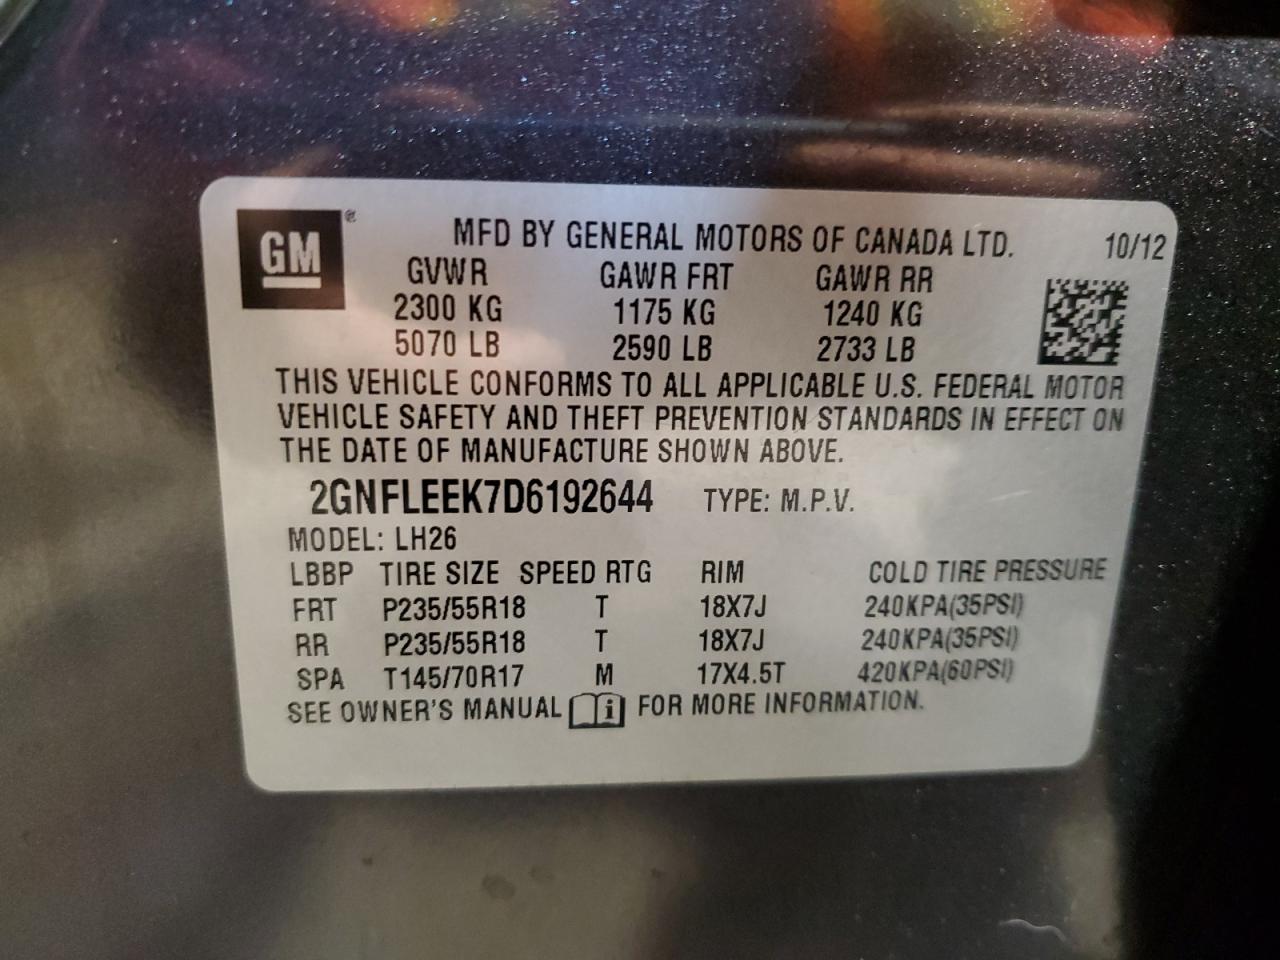 GM ® MFD BY GENERAL MOTORS OF CANADA LTD. 10/12
GVWR GAWR FRT GAWR RR
2300 KG 1175 KG 1240 KG
5070 LB 2590 LB 2733 LB
THIS VEHICLE CONFORMS TO ALL APPLICABLE U.S. FEDERAL MOTOR
VEHICLE SAFETY AND THEFT PREVENTION STANDARDS IN EFFECT ON
THE DATE OF MANUFACTURE SHOWN ABOVE.
2GNFLEEK7D6192644 TYPE: M.P.V.
MODEL: LH26
LBBP TIRE SIZE SPEED RTG RIM COLD TIRE PRESSURE
FRT P235/55R18 T 18X7J 240KPA(35PSI)
RR P235/55R18 T 18X7J 240KPA(35PSI)
SPA T145/70R17 M 17X4.5T 420KPA(60PSI)
SEE OWNER'S MANUAL i FOR MORE INFORMATION.